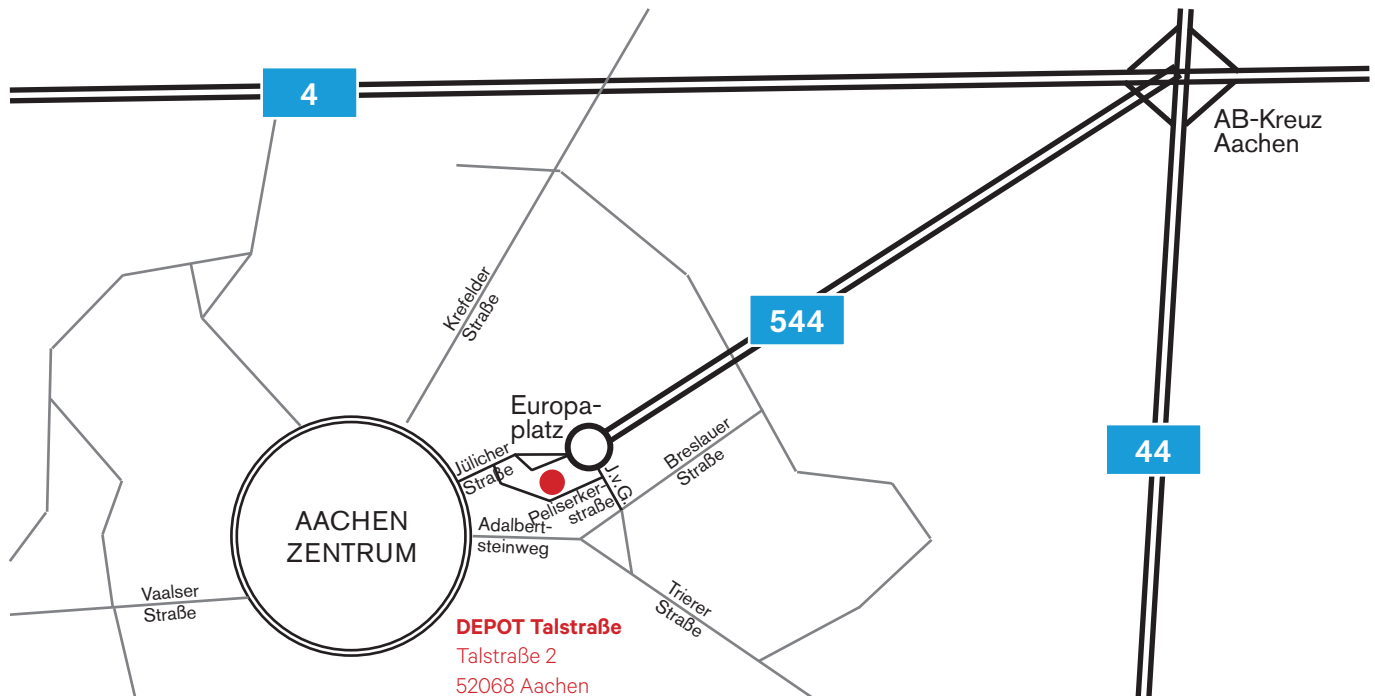 4
AB-Kreuz
Aachen
Krefelder
Straße
544
Europa-
platz
44
Jülicher
Straße
J.v.G.
Breslauer
Straße
Peliserker-
straße
Adalbert-
steinweg
AACHEN
ZENTRUM
Vaalser
Straße
Trierer
Straße
DEPOT Talstraße
Talstraße 2
52068 Aachen